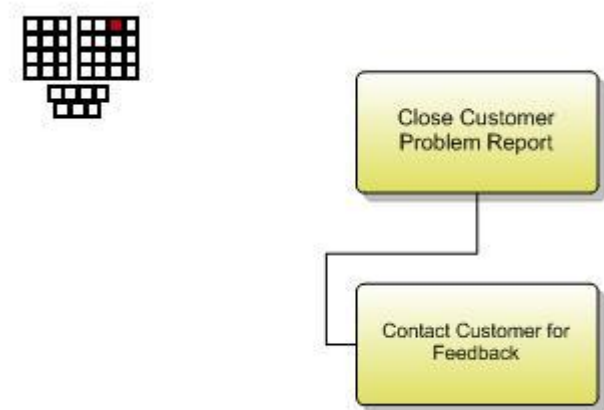 Close Customer
Problem Report
Contact Customer for
Feedback